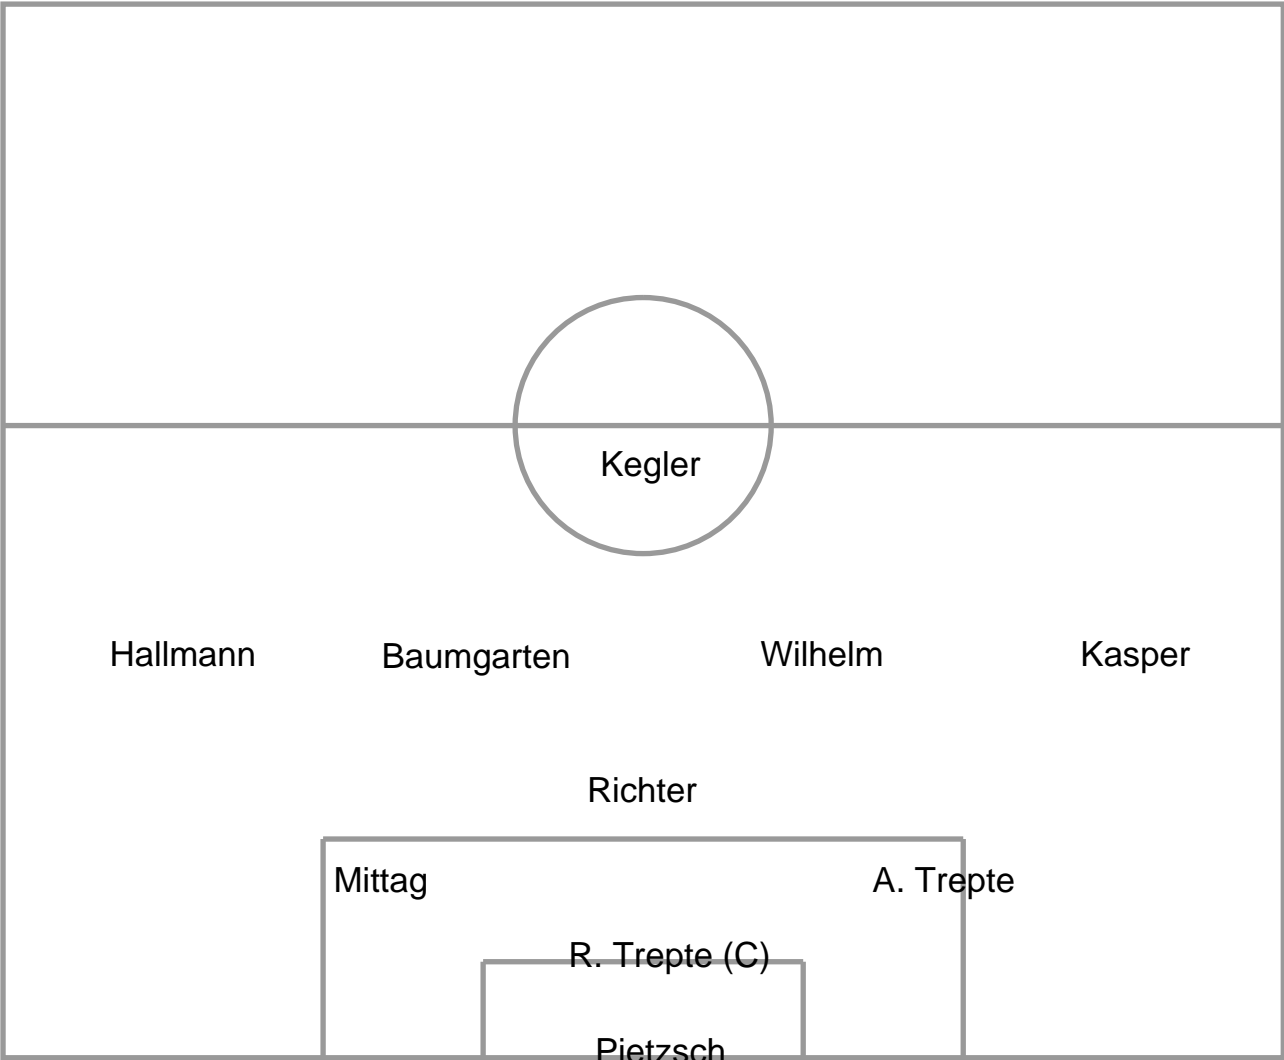 Kegler
Hallmann Baumgarten Wilhelm Kasper
Richter
Mittag A. Trepte
R. Trepte (C)
Pietzsch